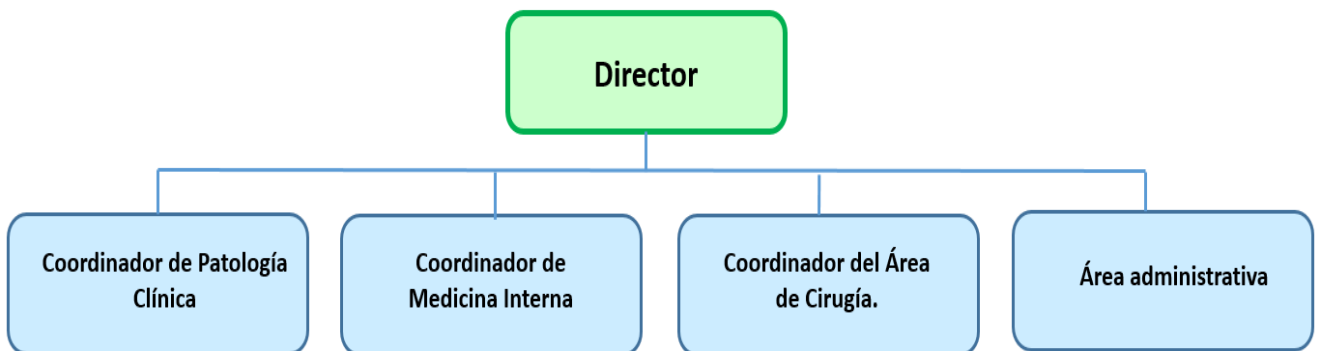 Director
Coordinador de Patología
Clínica
Coordinador de
Medicina Interna
Coordinador del Área
de Cirugía.
Área administrativa